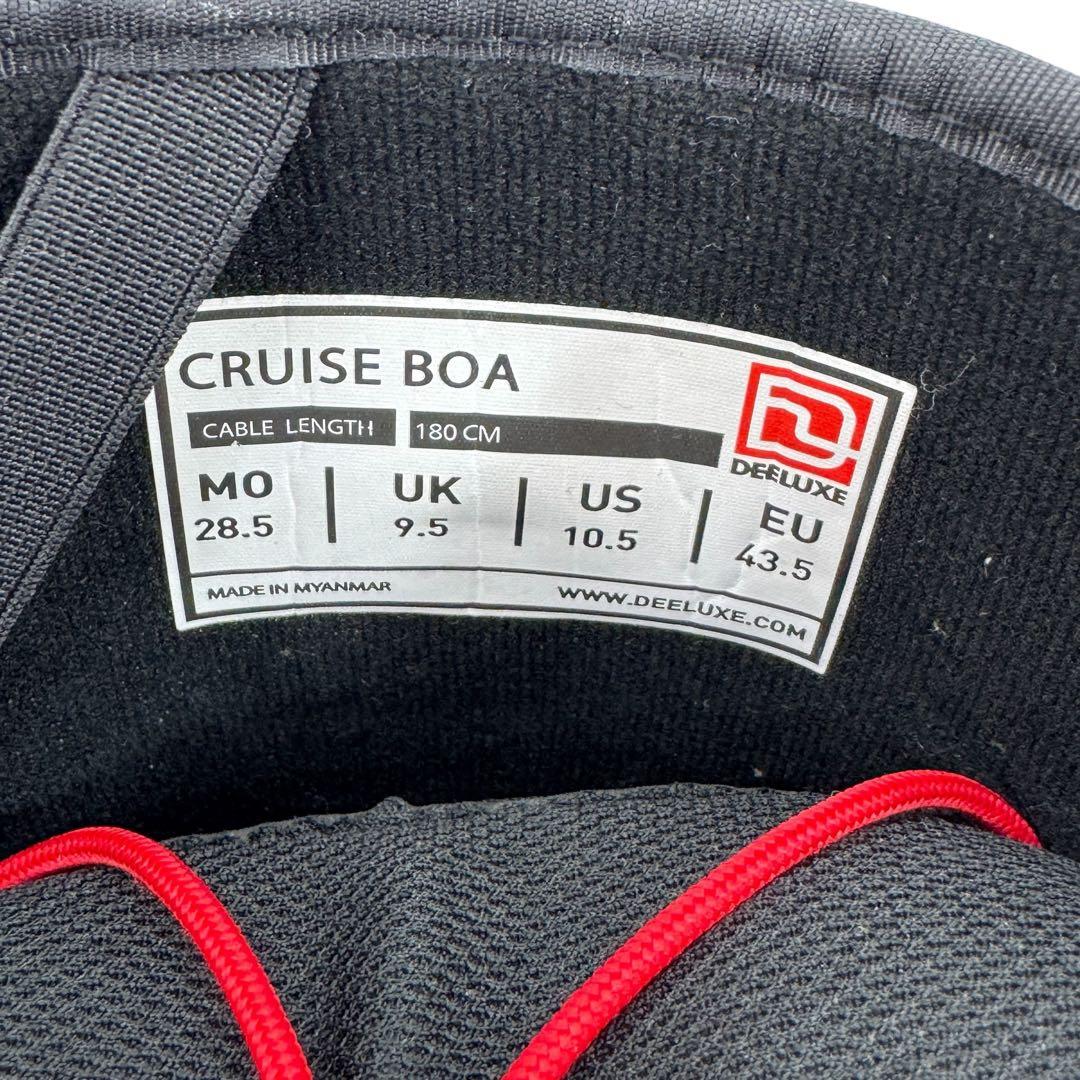 CRUISE BOA
CABLE LENGTH 180 CM
DEELUXE
MO UK US EU
28.5 9.5 10.5 43.5
MADE IN MYANMAR WWW.DEELUXE.COM